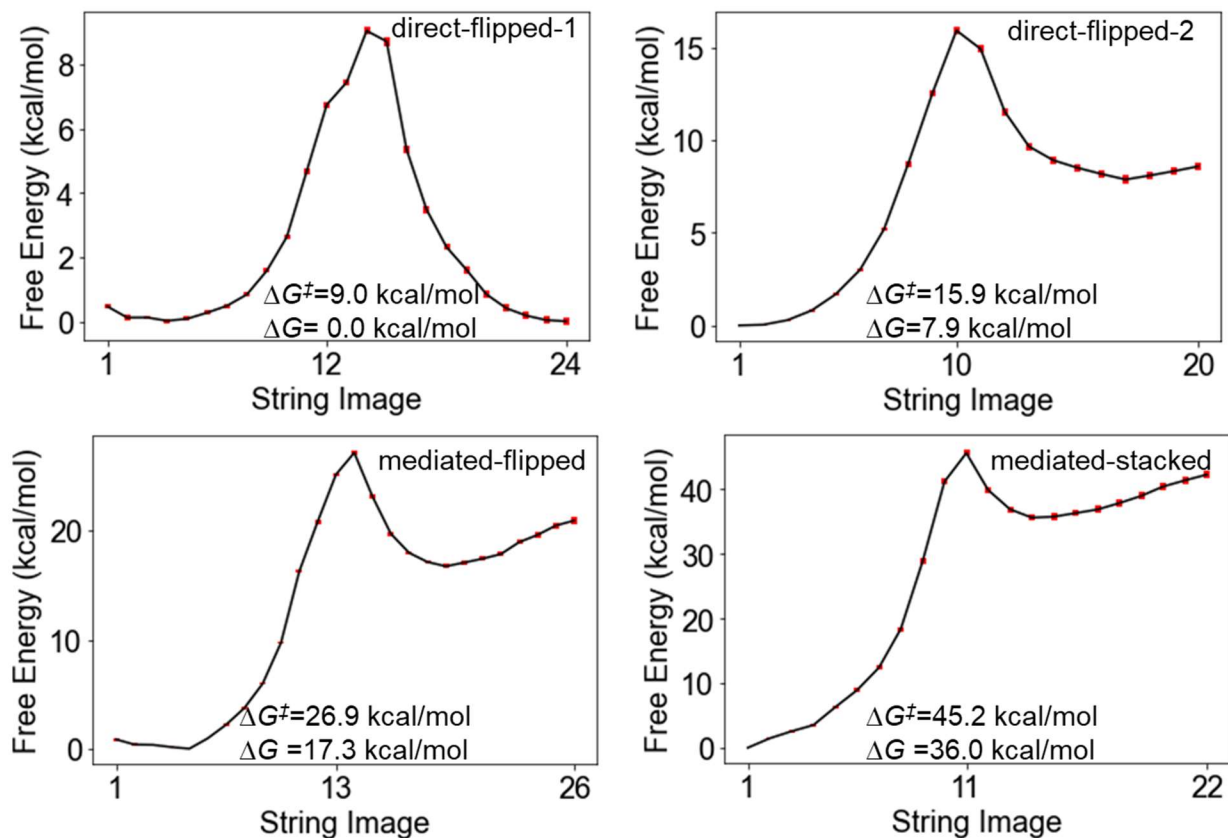 direct-flipped-1
Free Energy (kcal/mol)
8
6
4
2
0
ΔG‡=9.0 kcal/mol
ΔG= 0.0 kcal/mol
1
12
24
String Image
direct-flipped-2
Free Energy (kcal/mol)
15
10
5
0
ΔG‡=15.9 kcal/mol
ΔG=7.9 kcal/mol
1
10
20
String Image
mediated-flipped
Free Energy (kcal/mol)
20
10
0
ΔG‡=26.9 kcal/mol
ΔG =17.3 kcal/mol
1
13
26
String Image
mediated-stacked
Free Energy (kcal/mol)
40
30
20
10
0
ΔG‡=45.2 kcal/mol
ΔG =36.0 kcal/mol
1
11
22
String Image